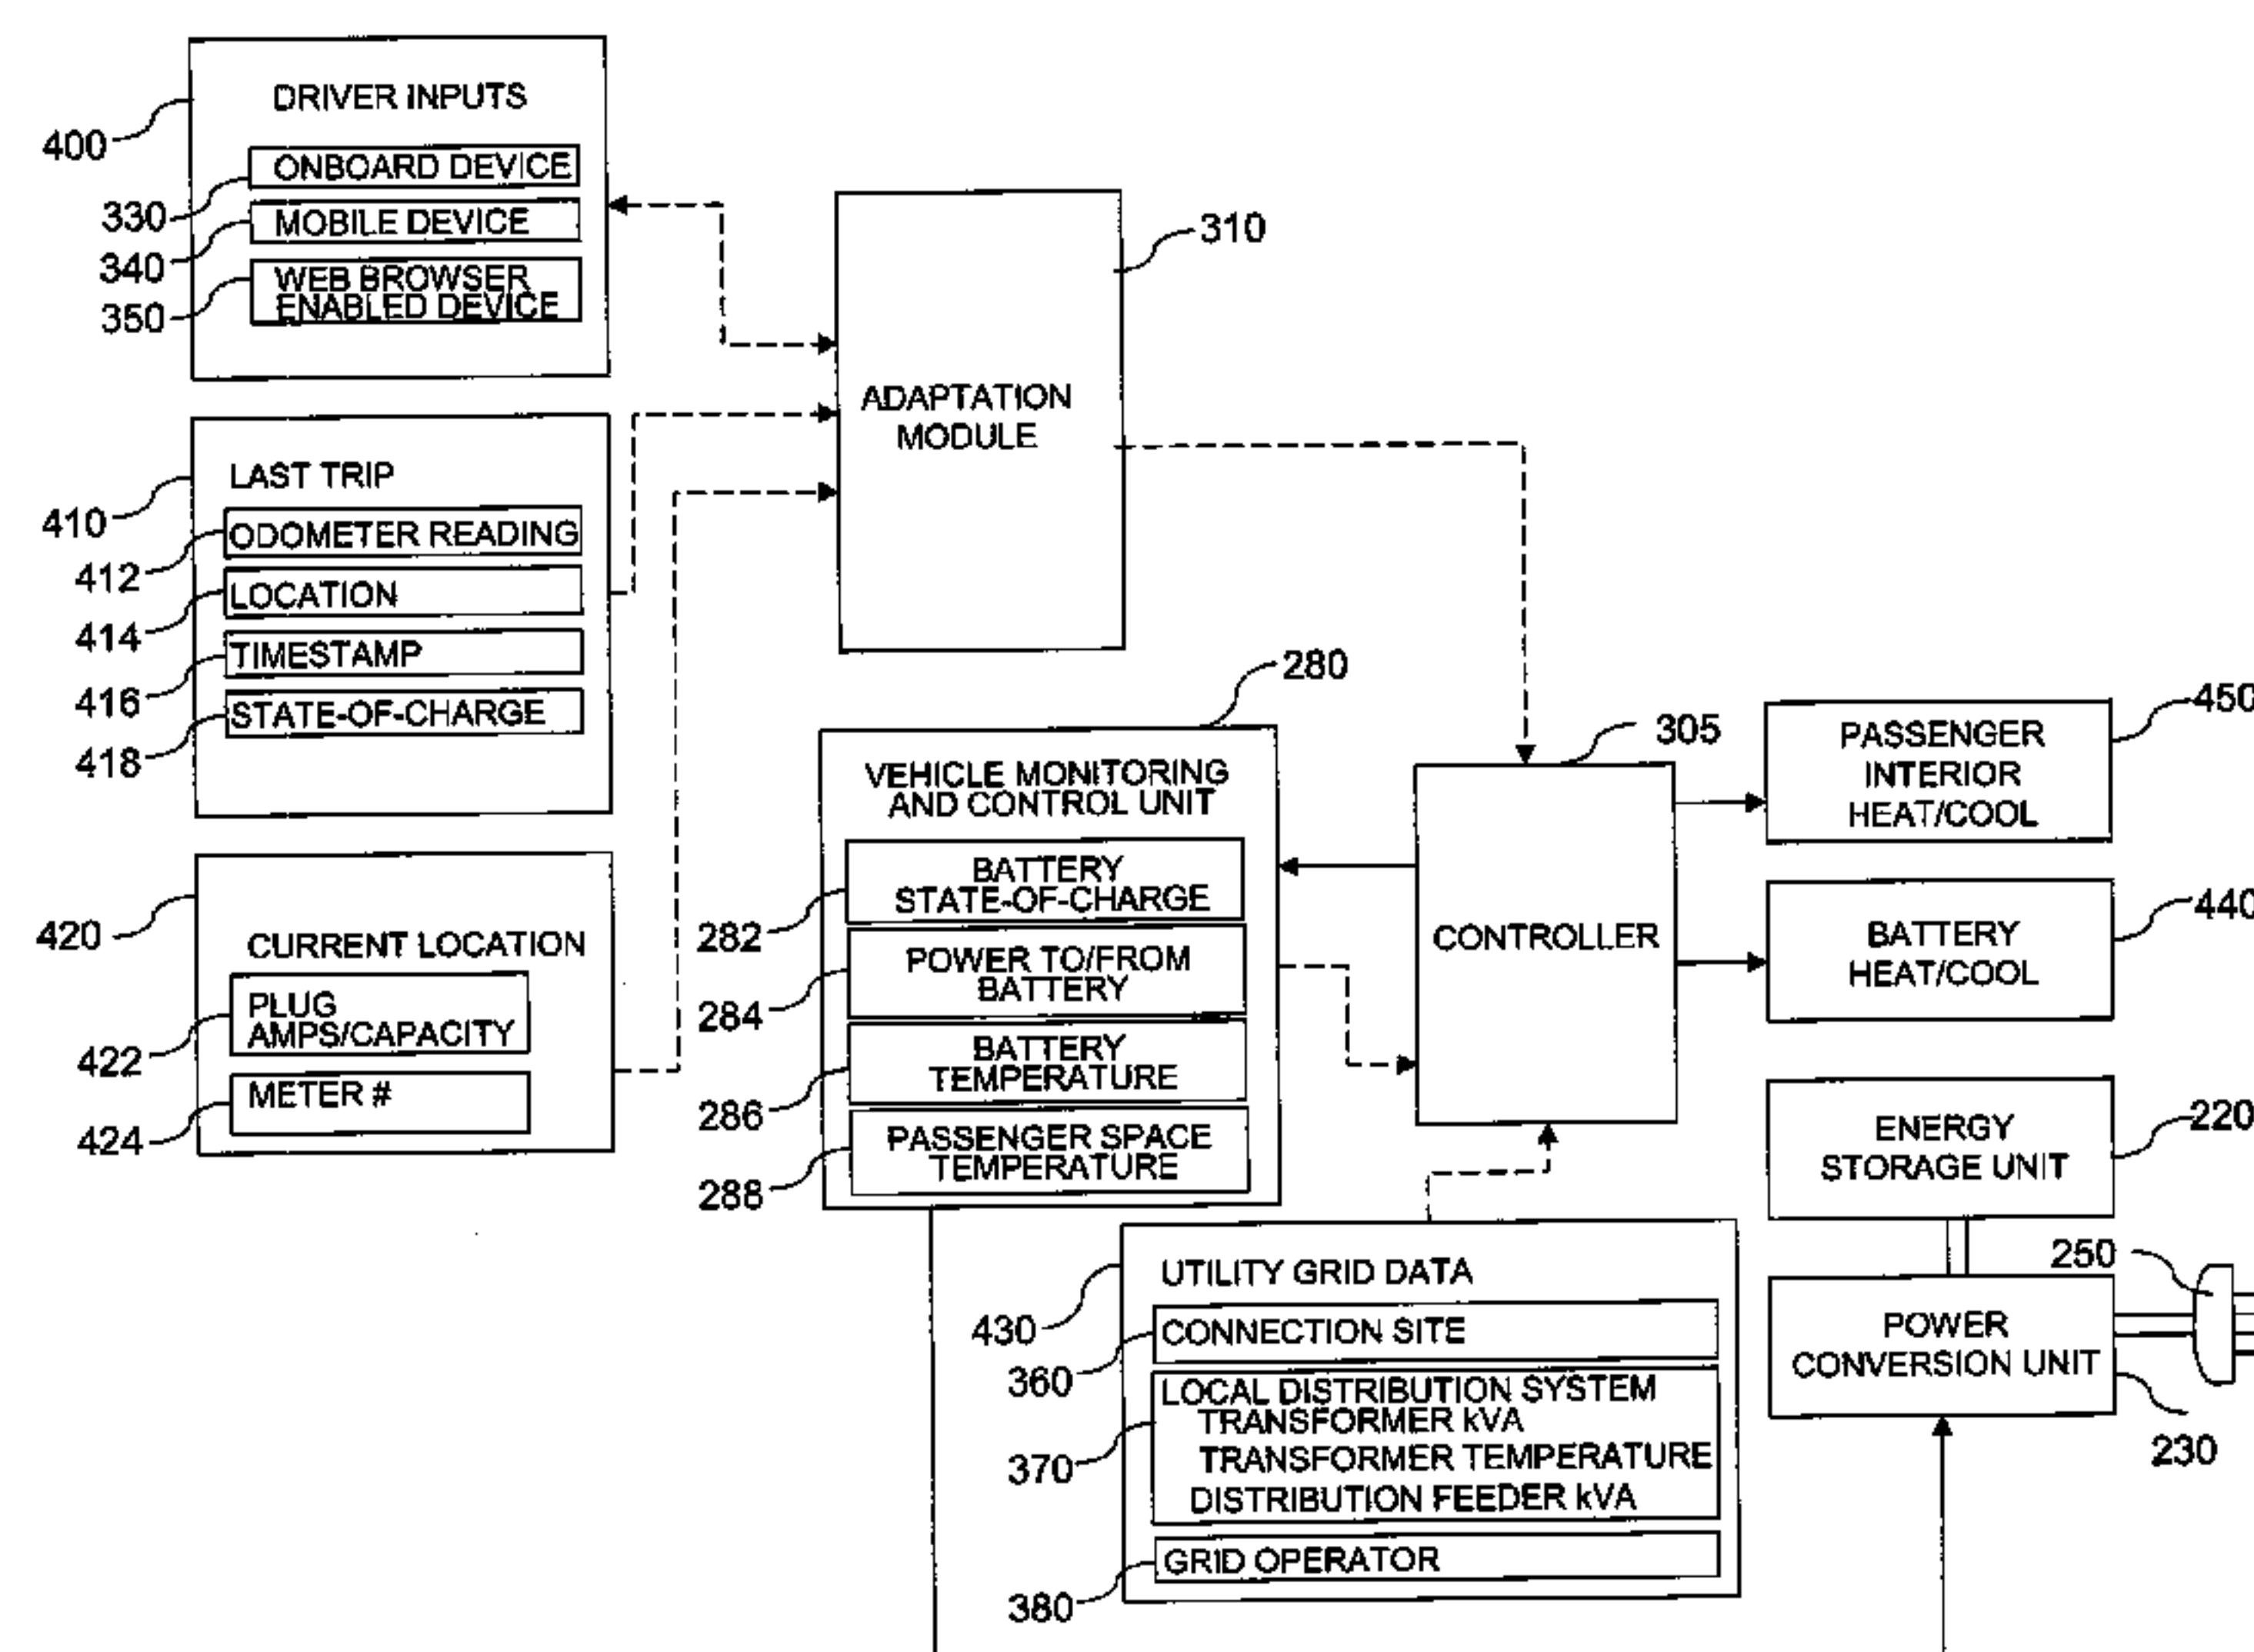 DRIVER INPUTS
400
ONBOARD DEVICE
330
MOBILE DEVICE
340
WEB BROWSER
ENABLED DEVICE
350
310
ADAPTATION
MODULE
LAST TRIP
410
ODOMETER READING
412
LOCATION
414
TIMESTAMP
416
STATE-OF-CHARGE
418
420
CURRENT LOCATION
PLUG
AMPS/CAPACITY
422
METER #
424
280
VEHICLE MONITORING
AND CONTROL UNIT
BATTERY
STATE-OF-CHARGE
282
POWER TO/FROM
BATTERY
284
BATTERY
TEMPERATURE
286
PASSENGER SPACE
TEMPERATURE
288
305
CONTROLLER
450
PASSENGER
INTERIOR
HEAT/COOL
440
BATTERY
HEAT/COOL
220
ENERGY
STORAGE UNIT
250
POWER
CONVERSION UNIT
230
UTILITY GRID DATA
430
CONNECTION SITE
360
LOCAL DISTRIBUTION SYSTEM
TRANSFORMER kVA
TRANSFORMER TEMPERATURE
DISTRIBUTION FEEDER kVA
370
GRID OPERATOR
380